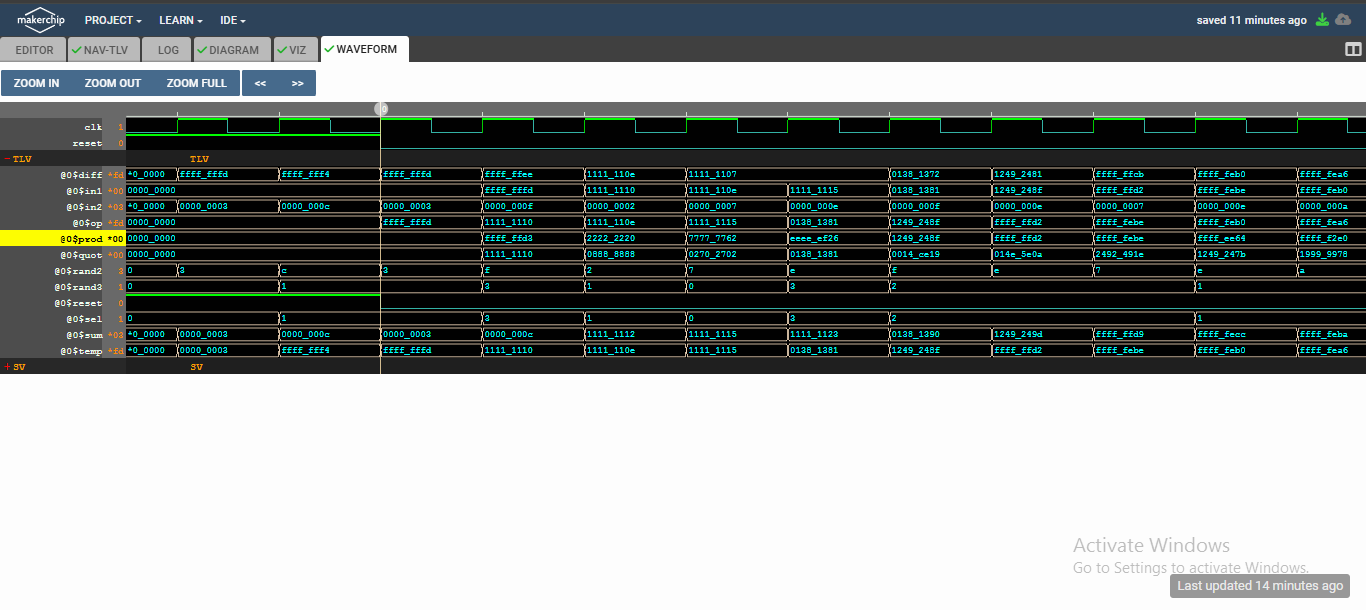 makerchip PROJECT LEARN IDE saved 11 minutes ago
EDITOR NAV-TLV LOG DIAGRAM VIZ WAVEFORM
ZOOM IN ZOOM OUT ZOOM FULL << >>
0
clk 1
reset 0
- TLV TLV
@0$diff *fd *0_0000 ffff_fffd ffff_fff4 ffff_fffd ffff_ffee 1111_110e 1111_1107 0138_1372 1249_2481 ffff_ffcb ffff_feb0 ffff_fea6
@0$in1 *00 0000_0000 ffff_fffd 1111_1110 1111_110e 1111_1115 0138_1381 1249_248f ffff_ffd2 ffff_febe ffff_feb0
@0$in2 *03 *0_0000 0000_0003 0000_000c 0000_0003 0000_000f 0000_0002 0000_0007 0000_000e 0000_000f 0000_000e 0000_0007 0000_000e 0000_000a
@0$op *fd 0000_0000 ffff_fffd 1111_1110 1111_110e 1111_1115 0138_1381 1249_248f ffff_ffd2 ffff_febe ffff_feb0 ffff_fea6
@0$prod *00 0000_0000 ffff_ffd3 2222_2220 7777_7762 eeee_ef26 1249_248f ffff_ffd2 ffff_febe ffff_ee64 ffff_f2e0
@0$quot *00 0000_0000 1111_1110 0888_8888 0270_2702 0138_1381 0014_ce19 014e_5e0a 2492_491e 1249_247b 1999_9978
@0$rand2 3 0 3 c 3 f 2 7 e f e 7 e a
@0$rand3 1 0 1 3 1 0 3 2 1
@0$reset 0
@0$sel 1 0 1 3 1 0 3 2 1
@0$sum *03 *0_0000 0000_0003 0000_000c 0000_0003 0000_000c 1111_1112 1111_1115 1111_1123 0138_1390 1249_249d ffff_ffd9 ffff_fecc ffff_feba
@0$temp *fd *0_0000 0000_0003 ffff_fff4 ffff_fffd 1111_1110 1111_110e 1111_1115 0138_1381 1249_248f ffff_ffd2 ffff_febe ffff_feb0 ffff_fea6
+ SV SV
Activate Windows
Go to Settings to activate Windows.
Last updated 14 minutes ago